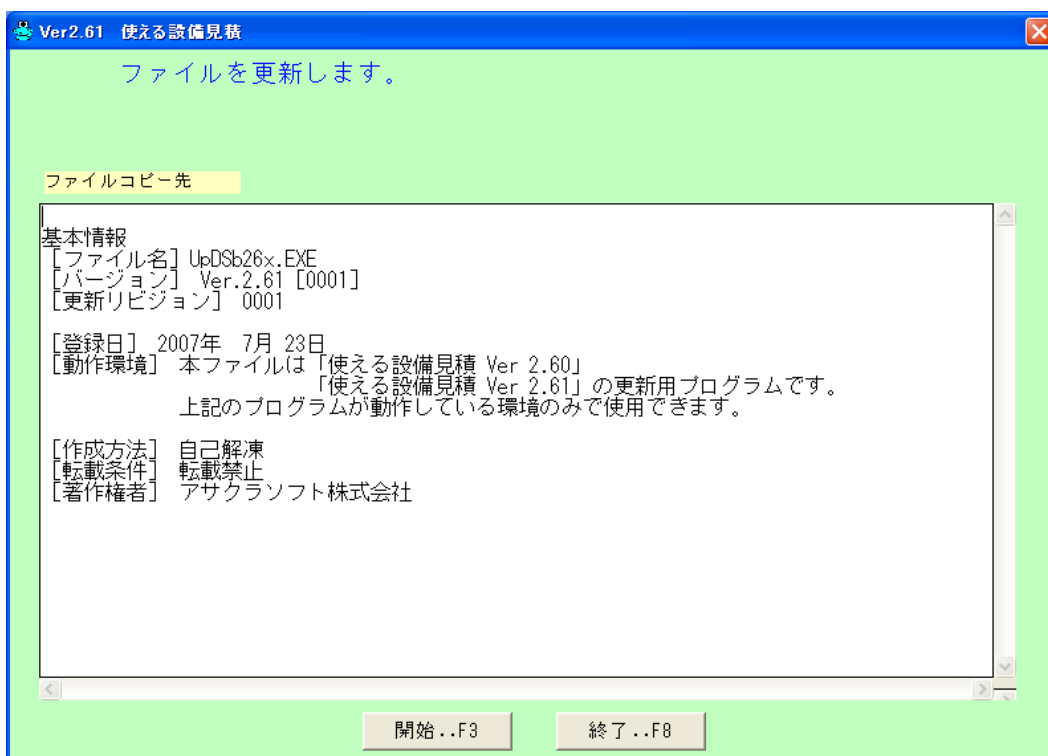 Ver2.61 使える設備見積
ファイルを更新します。
ファイルコピー先
基本情報
[ファイル名] UpDSb26x.EXE
[バージョン] Ver.2.61 [0001]
[更新リビジョン] 0001
[登録日] 2007年 7月 23日
[動作環境] 本ファイルは「使える設備見積 Ver 2.60」
「使える設備見積 Ver 2.61」の更新用プログラムです。
上記のプログラムが動作している環境のみで使用できます。
[作成方法] 自己解凍
[転載条件] 転載禁止
[著作権者] アサクラソフト株式会社
開始..F3 終了..F8